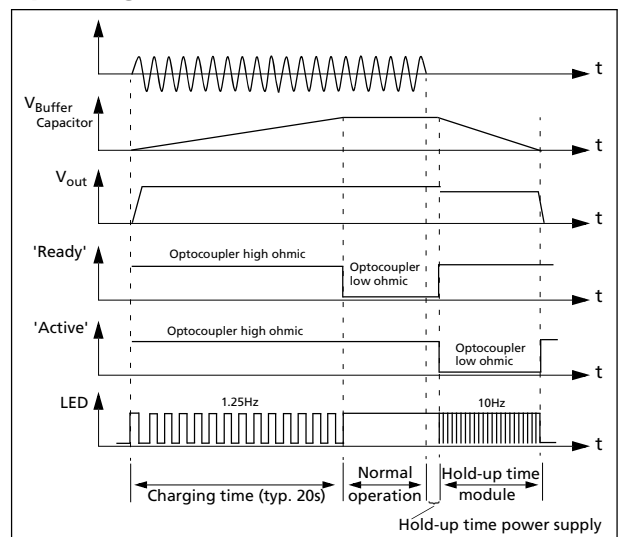 t
V Buffer
Capacitor
t
Vout
t
'Ready'
Optocoupler high ohmic
Optocoupler
low ohmic
t
'Active'
Optocoupler high ohmic
Optocoupler
low ohmic
t
LED
1.25Hz
10Hz
t
Charging time (typ. 20s)
Normal
operation
Hold-up time
module
Hold-up time power supply